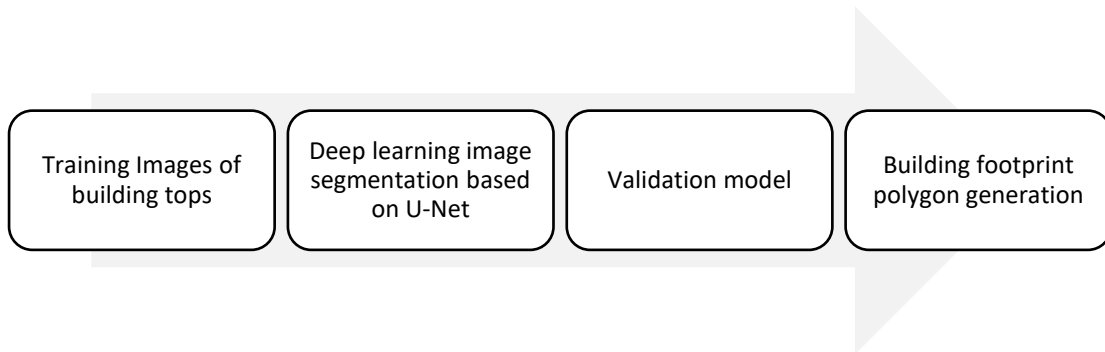 Training Images of
building tops
Deep learning image
segmentation based
on U-Net
Validation model
Building footprint
polygon generation